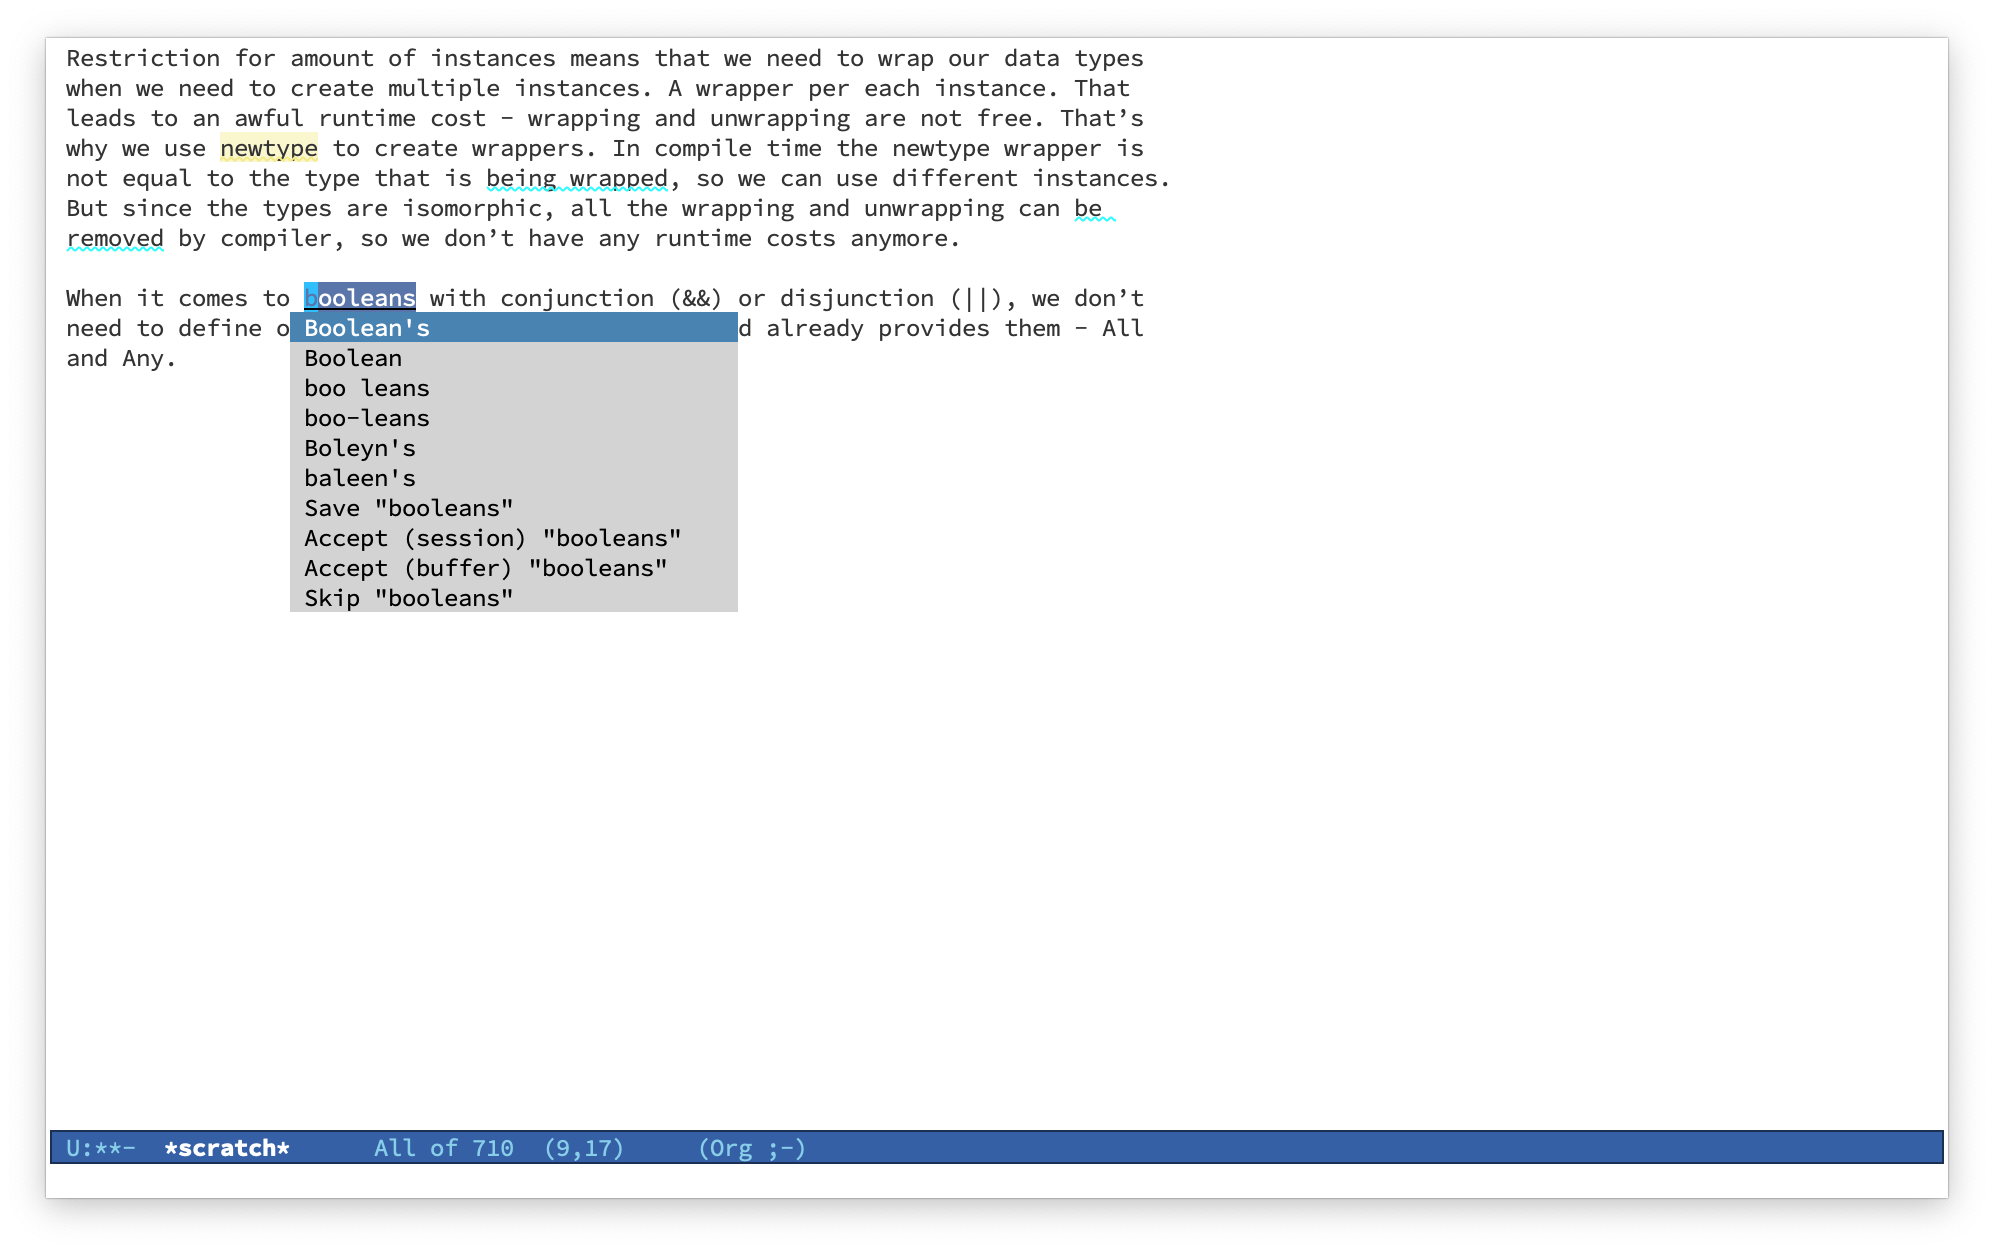 Restriction for amount of instances means that we need to wrap our data types
when we need to create multiple instances. A wrapper per each instance. That
leads to an awful runtime cost – wrapping and unwrapping are not free. That’s
why we use newtype to create wrappers. In compile time the newtype wrapper is
not equal to the type that is being wrapped, so we can use different instances.
But since the types are isomorphic, all the wrapping and unwrapping can be
removed by compiler, so we don’t have any runtime costs anymore.
When it comes to booleans with conjunction (&&) or disjunction (||), we don’t
need to define o
Boolean's
d already provides them – All
Boolean
and Any.
boo leans
boo-leans
Boleyn's
baleen's
Save "booleans"
Accept (session) "booleans"
Accept (buffer) "booleans"
Skip "booleans"
U:**-  *scratch*      All of 710  (9,17)     (Org ;-)